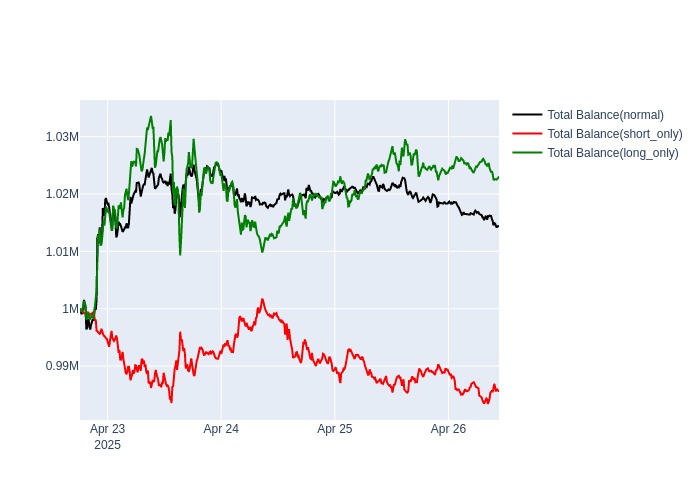 Total Balance(normal)
Total Balance(short_only)
Total Balance(long_only)
1.03M
1.02M
1.01M
1M
0.99M
Apr 23
2025
Apr 24
Apr 25
Apr 26